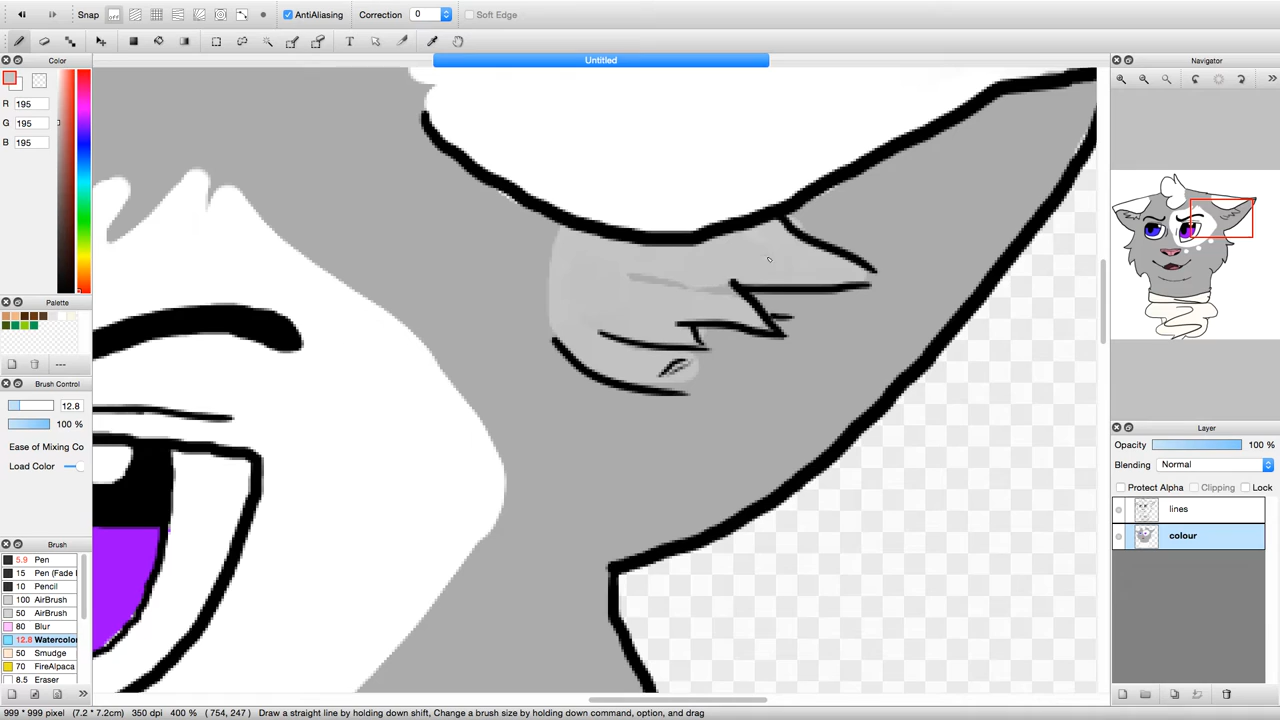 Snap off AntiAliasing Correction 0 Soft Edge
Color
Untitled
Navigator
R 195
G 195
B 195
Palette
---
Brush Control
12.8
100 %
Ease of Mixing Co
Load Color
Brush
5.9 Pen
15 Pen (Fade
10 Pencil
100 AirBrush
50 AirBrush
80 Blur
12.8 Watercolor
50 Smudge
70 FireAlpaca
8.5 Eraser
Layer
Opacity 100 %
Blending Normal
Protect Alpha Clipping Lock
lines
colour
999 * 999 pixel (7.2 * 7.2cm) 350 dpi 400 % ( 754, 247 ) Draw a straight line by holding down shift, Change a brush size by holding down command, option, and drag